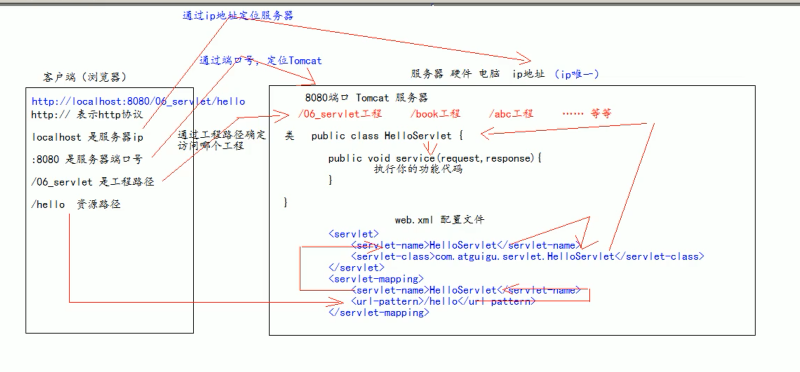 通过ip地址定位服务器
通过端口号，定位Tomcat
客户端（浏览器）
服务器 硬件 电脑 ip地址 （ip唯一）
http://localhost:8080/06_servlet/hello
http:// 表示http协议
localhost 是服务器ip
:8080 是服务器端口号
/06_servlet 是工程路径
/hello 资源路径
通过工程路径确定
访问哪个工程
8080端口 Tomcat 服务器
/06_servlet工程 /book工程 /abc工程 …… 等等
类 public class HelloServlet {
public void service(request,response){
执行你的功能代码
}
}
web.xml 配置文件
<servlet>
<servlet-name>HelloServlet</servlet-name>
<servlet-class>com.atguigu.servlet.HelloServlet</servlet-class>
</servlet>
<servlet-mapping>
<servlet-name>HelloServlet</servlet-name>
<url-pattern>/hello</url-pattern>
</servlet-mapping>